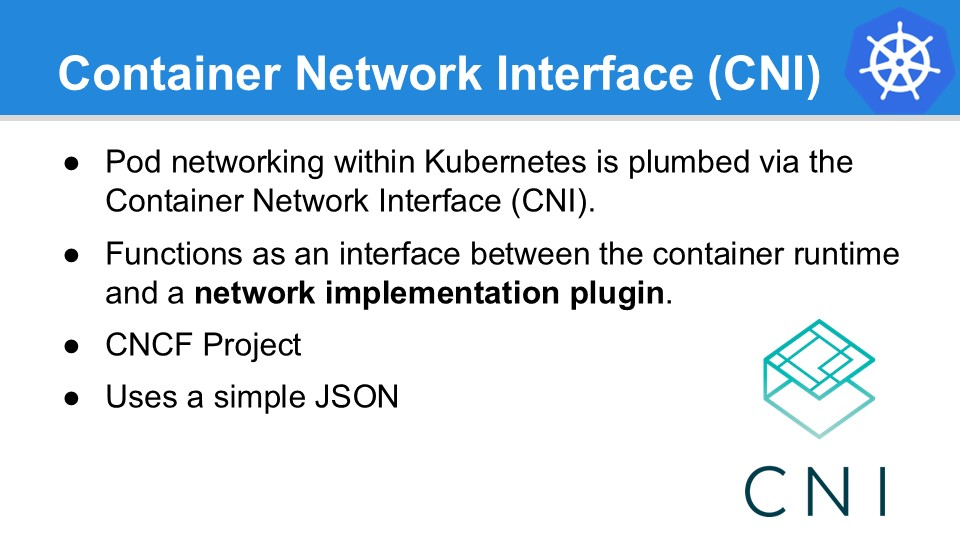 Container Network Interface (CNI)
● Pod networking within Kubernetes is plumbed via the
Container Network Interface (CNI).
● Functions as an interface between the container runtime
and a network implementation plugin.
● CNCF Project
● Uses a simple JSON
CNI